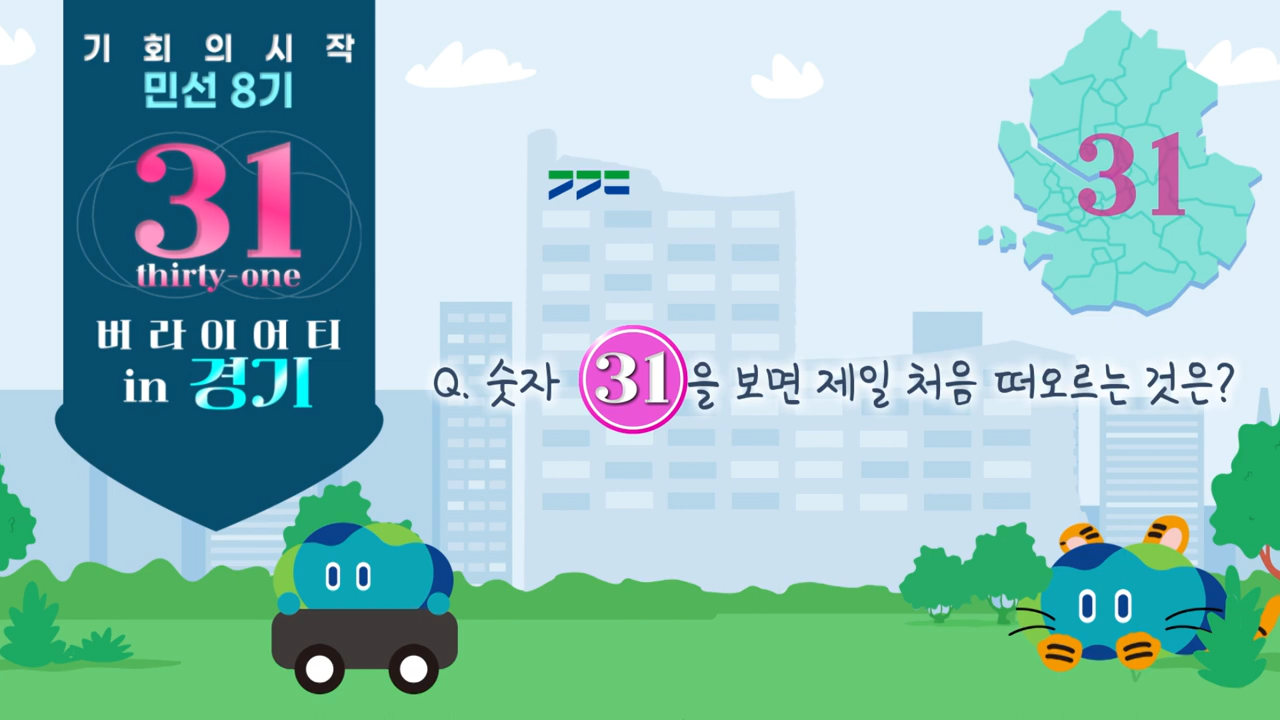 기 회 의 시 작
민선 8기
31
thirty-one
버 라 이 어 티
in 경기
31
Q. 숫자 31을 보면 제일 처음 떠오르는 것은?